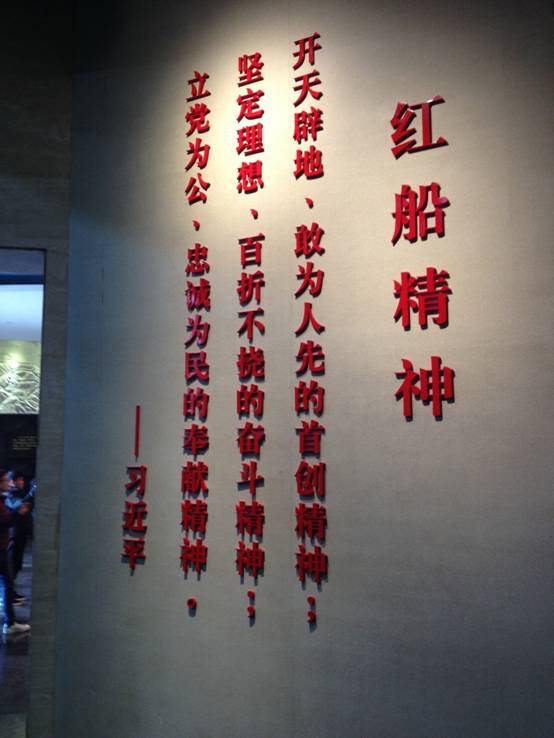 红船精神
开天辟地、敢为人先的首创精神；
坚定理想、百折不挠的奋斗精神；
立党为公、忠诚为民的奉献精神。
——习近平